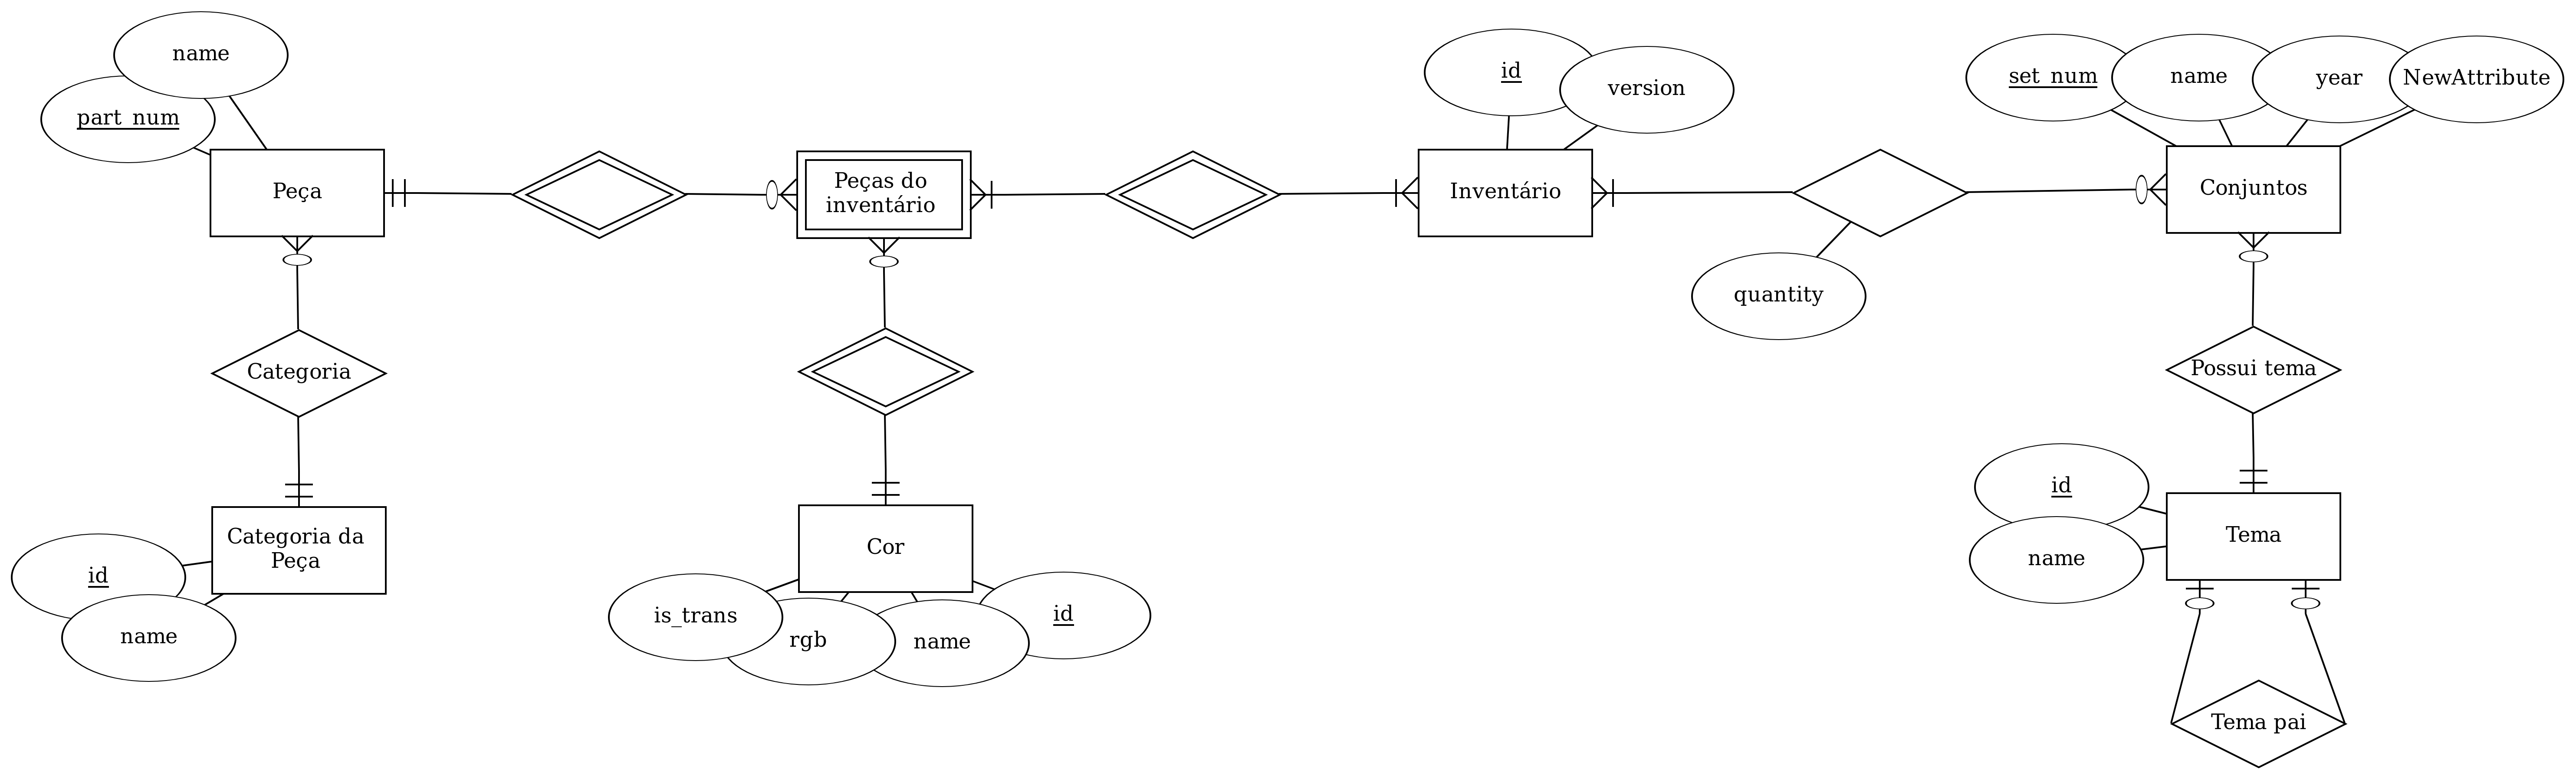 name
part_num
Peça
Peças do
inventário
id
version
Inventário
set_num
name
year
NewAttribute
Conjuntos
quantity
Categoria
Possui tema
Categoria da
Peça
id
name
Cor
is_trans
rgb
name
id
id
name
Tema
Tema pai